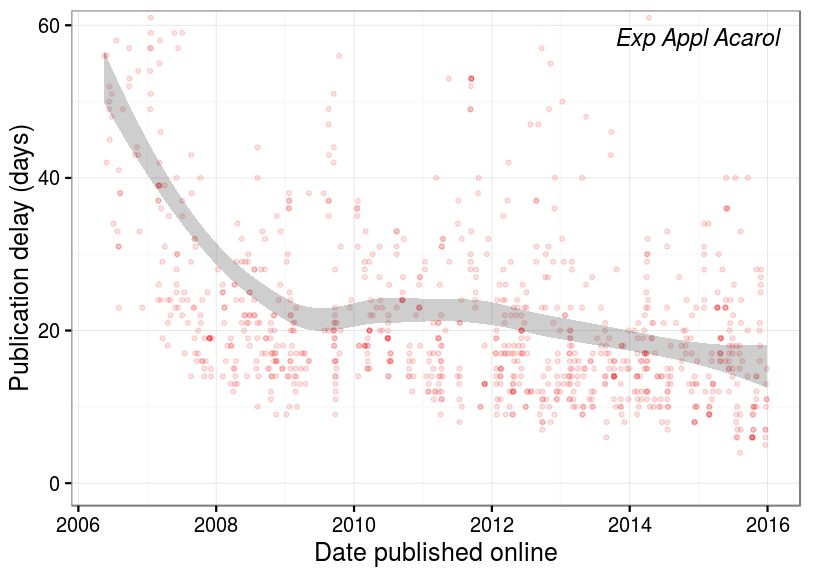 Exp Appl Acarol
Publication delay (days)
60
40
20
0
2006 2008 2010 2012 2014 2016
Date published online